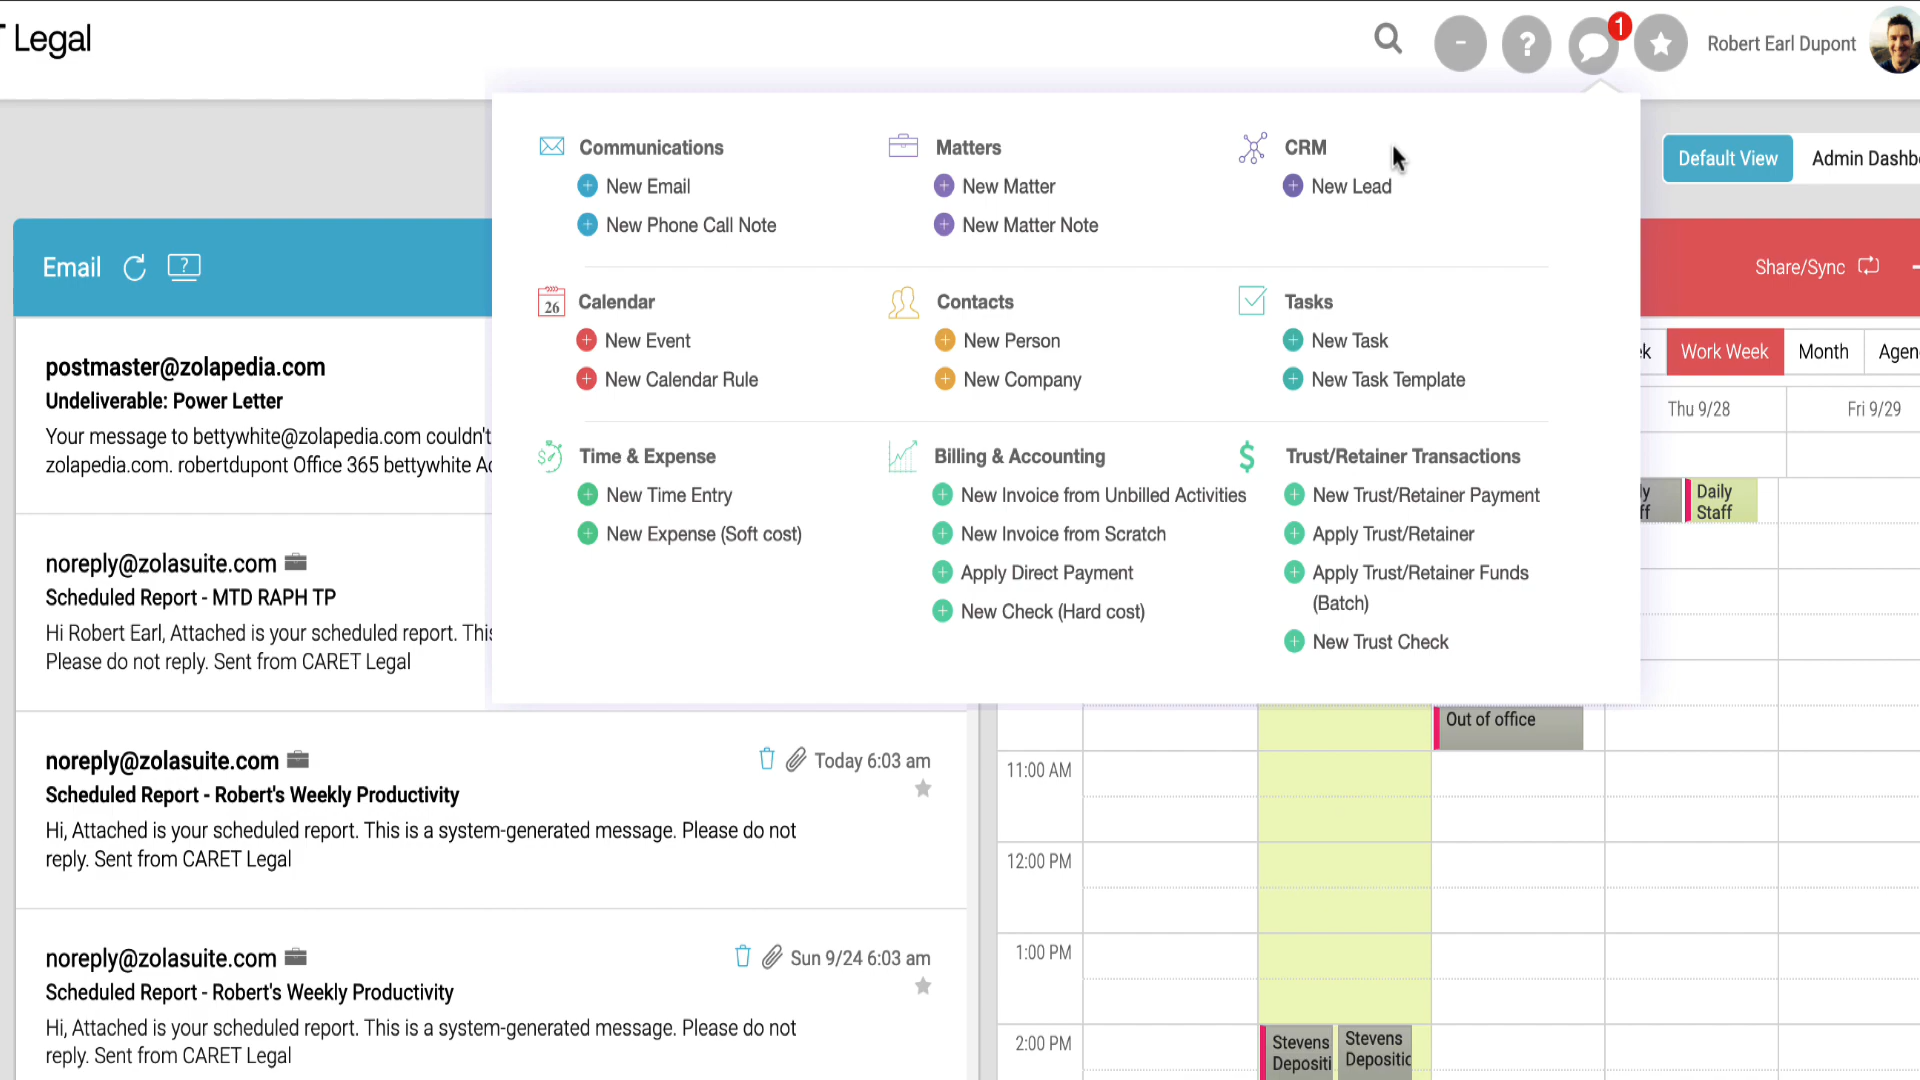 Legal
-
?
1
Robert Earl Dupont
Communications
New Email
New Phone Call Note
Matters
New Matter
New Matter Note
CRM
New Lead
Default View
Admin Dashb
Email
?
Share/Sync
26
Calendar
New Event
New Calendar Rule
Contacts
New Person
New Company
Tasks
New Task
New Task Template
Work Week
Month
Agen
Thu 9/28
Fri 9/29
postmaster@zolapedia.com
Undeliverable: Power Letter
Your message to bettywhite@zolapedia.com couldn't
zolapedia.com. robertdupont Office 365 bettywhite
$
Time & Expense
New Time Entry
New Expense (Soft cost)
Billing & Accounting
New Invoice from Unbilled Activities
New Invoice from Scratch
Apply Direct Payment
New Check (Hard cost)
$
Trust/Retainer Transactions
New Trust/Retainer Payment
Apply Trust/Retainer
Apply Trust/Retainer Funds
(Batch)
New Trust Check
Daily
Staff
noreply@zolasuite.com
Scheduled Report - MTD RAPH TP
Hi Robert Earl, Attached is your scheduled report. This
Please do not reply. Sent from CARET Legal
noreply@zolasuite.com
Today 6:03 am
Scheduled Report - Robert's Weekly Productivity
Hi, Attached is your scheduled report. This is a system-generated message. Please do not
reply. Sent from CARET Legal
noreply@zolasuite.com
Sun 9/24 6:03 am
Scheduled Report - Robert's Weekly Productivity
Hi, Attached is your scheduled report. This is a system-generated message. Please do not
reply. Sent from CARET Legal
Out of office
11:00 AM
12:00 PM
1:00 PM
2:00 PM
Stevens
Depositi
Stevens
Depositic